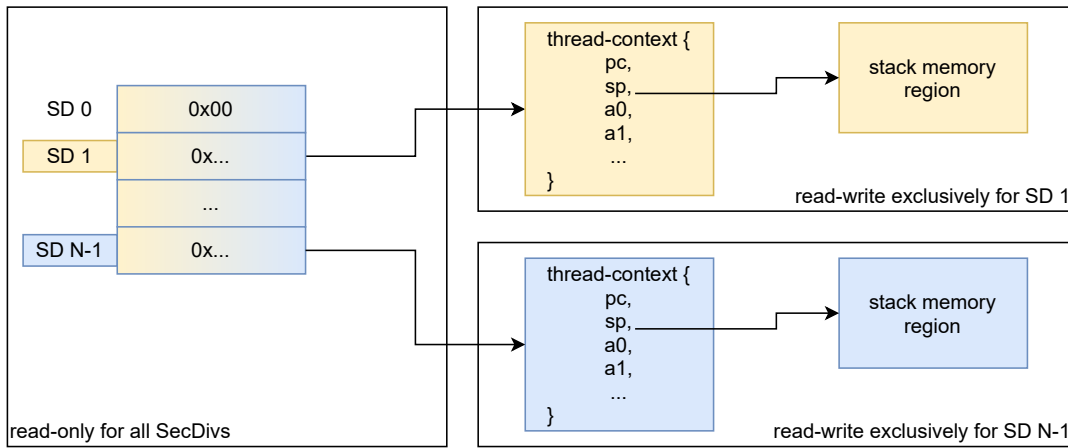 SD 0
0x00
SD 1
0x...
...
SD N-1
0x...
read-only for all SecDivs
thread-context {
pc,
sp,
a0,
a1,
...
}
stack memory
region
read-write exclusively for SD 1
thread-context {
pc,
sp,
a0,
a1,
...
}
stack memory
region
read-write exclusively for SD N-1